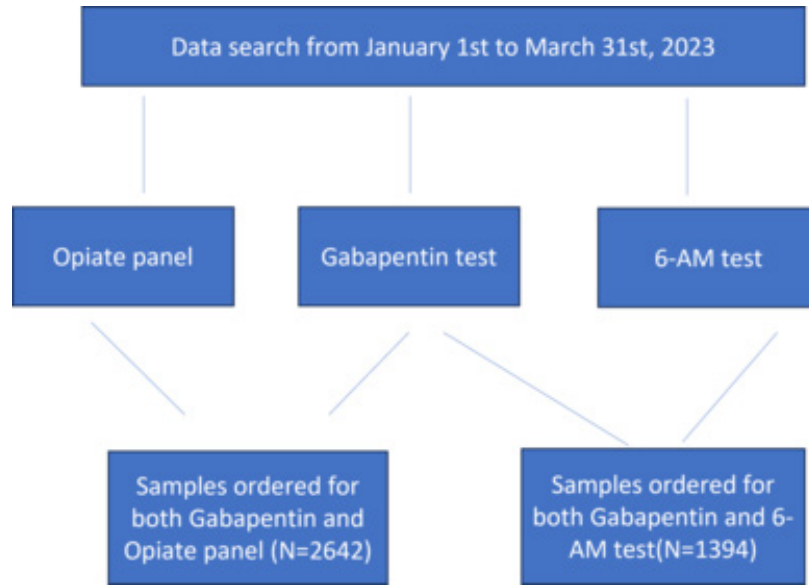 Data search from January 1st to March 31st, 2023
Opiate panel
Gabapentin test
6-AM test
Samples ordered for
both Gabapentin and
Opiate panel (N=2642)
Samples ordered for
both Gabapentin and 6-
AM test(N=1394)